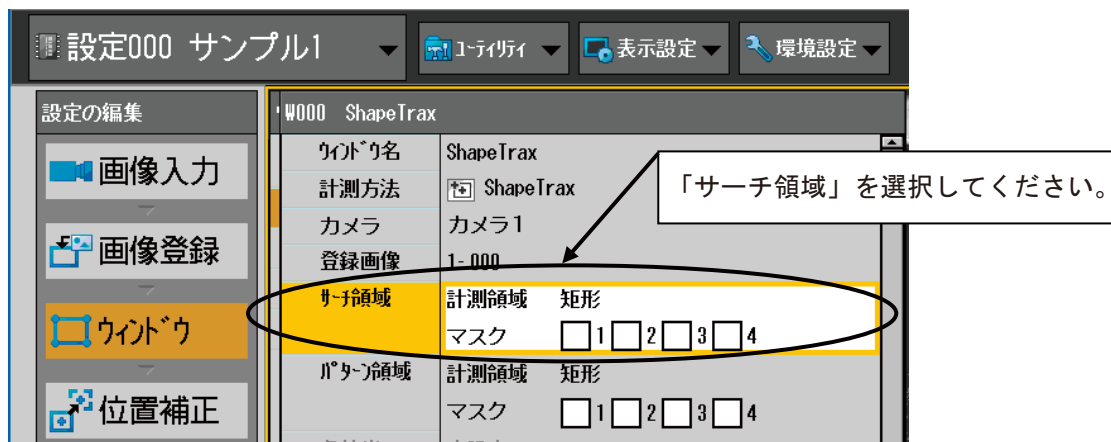 設定000 サンプル1 ﾕｰﾃｨﾘﾃｨ 表示設定 環境設定
設定の編集
画像入力
画像登録
ｳｨﾝﾄﾞｳ
位置補正
W000 ShapeTrax
ｳｨﾝﾄﾞｳ名 ShapeTrax
計測方法 ShapeTrax
カメラ カメラ1
登録画像 1-000
ｻｰﾁ領域 計測領域 矩形
マスク 1 2 3 4
ﾊﾟﾀｰﾝ領域 計測領域 矩形
マスク 1 2 3 4
「サーチ領域」を選択してください。